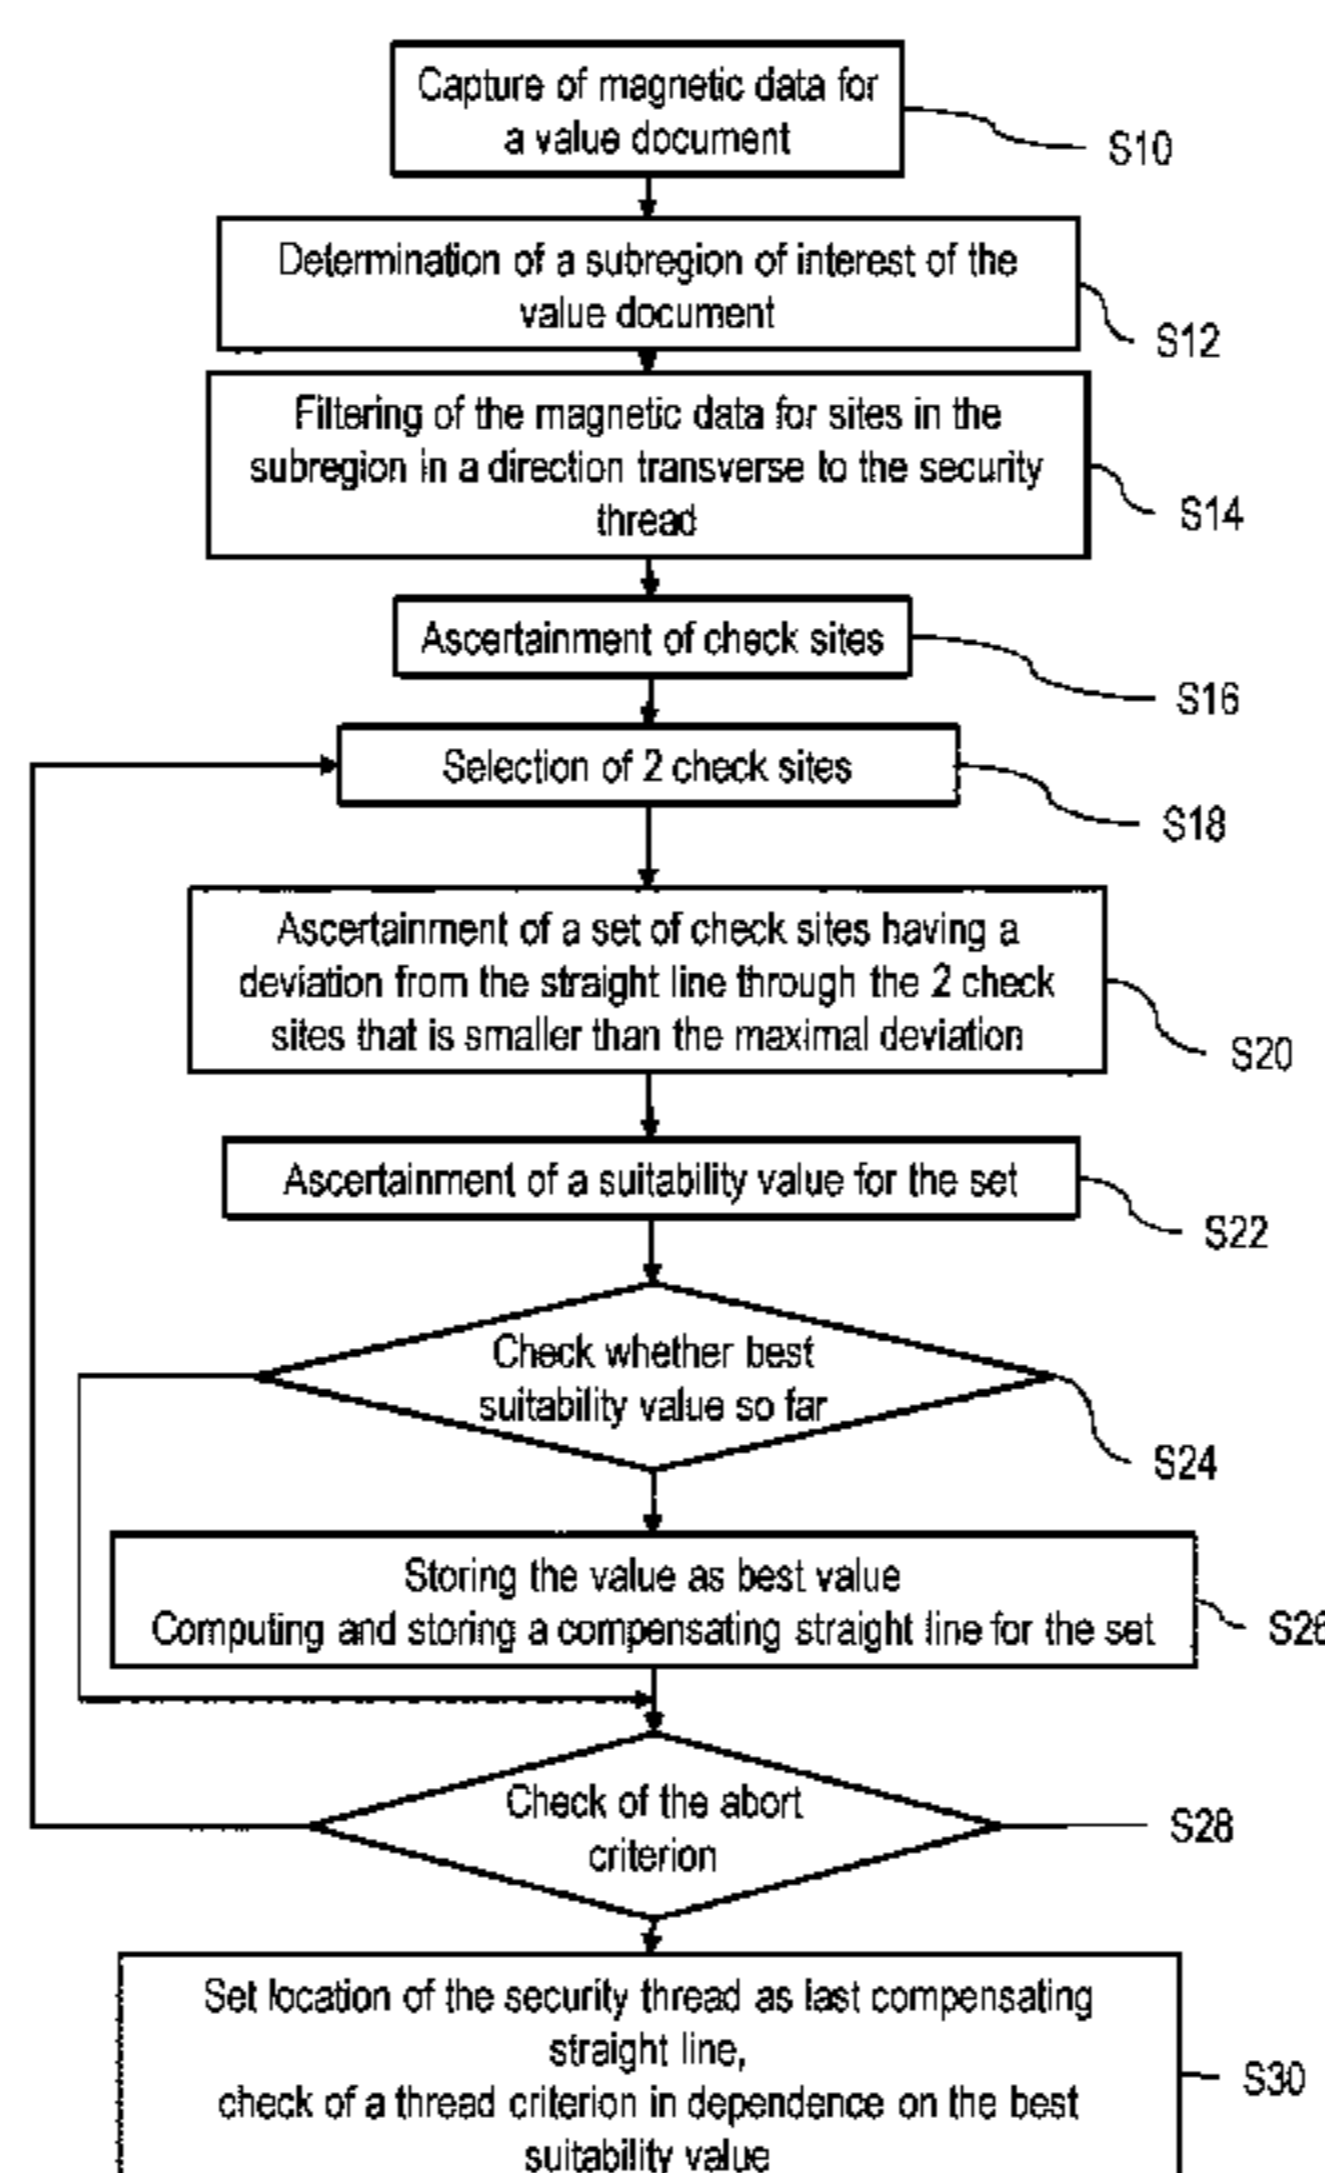 Capture of magnetic data for
a value document
S10
Determination of a subregion of interest of the
value document
S12
Filtering of the magnetic data for sites in the
subregion in a direction transverse to the security
thread
S14
Ascertainment of check sites
S16
Selection of 2 check sites
S18
Ascertainment of a set of check sites having a
deviation from the straight line through the 2 check
sites that is smaller than the maximal deviation
S20
Ascertainment of a suitability value for the set
S22
Check whether best
suitability value so far
S24
Storing the value as best value
Computing and storing a compensating straight line for the set
S26
Check of the abort
criterion
S28
Set location of the security thread as last compensating
straight line,
check of a thread criterion in dependence on the best
suitability value
S30